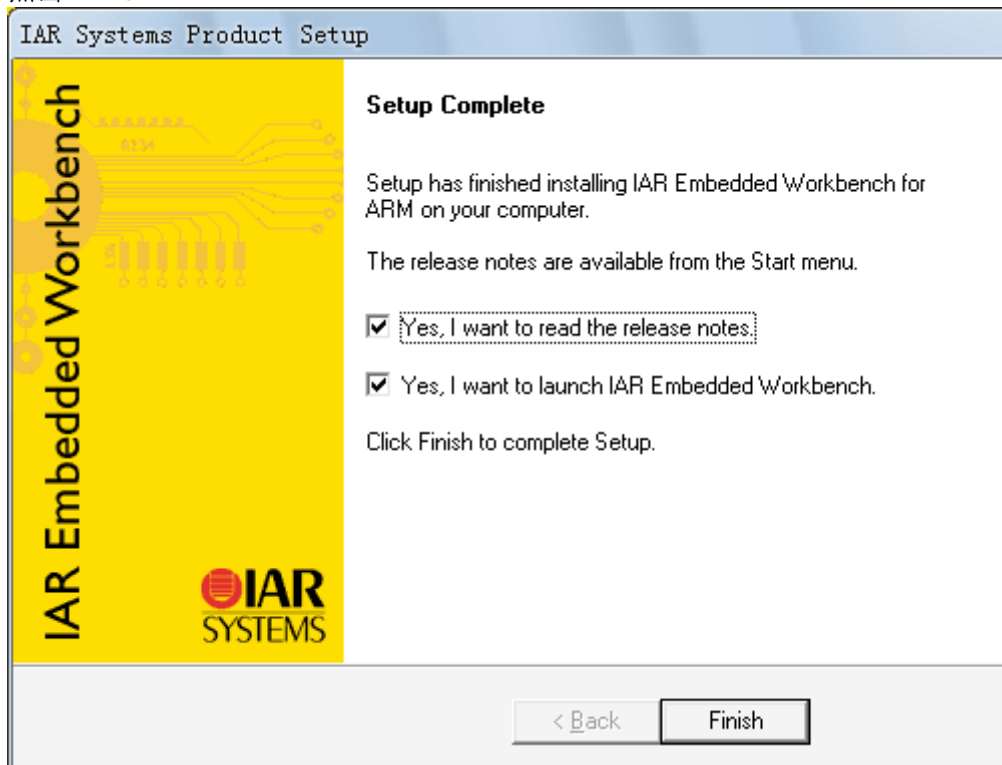 IAR Systems Product Setup
IAR Embedded Workbench
Setup Complete
Setup has finished installing IAR Embedded Workbench for
ARM on your computer.
The release notes are available from the Start menu.
Yes, I want to read the release notes.
Yes, I want to launch IAR Embedded Workbench.
Click Finish to complete Setup.
IAR
SYSTEMS
< Back
Finish